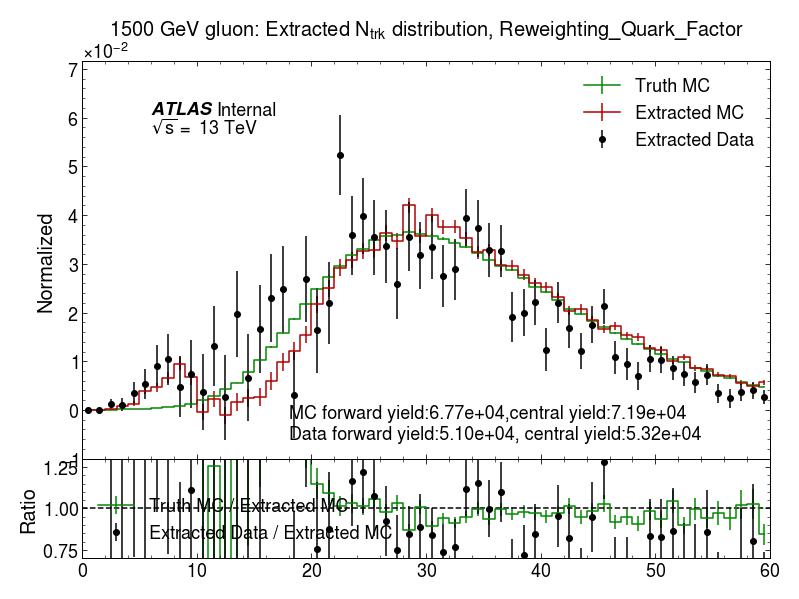 1500 GeV gluon: Extracted N_trk distribution, Reweighting_Quark_Factor
×10⁻²
7
6
5
4
3
2
1
0
Normalized
ATLAS Internal
√s = 13 TeV
Truth MC
Extracted MC
Extracted Data
MC forward yield:6.77e+04,central yield:7.19e+04
Data forward yield:5.10e+04, central yield:5.32e+04
1.25
1.00
0.75
Ratio
Truth MC / Extracted MC
Extracted Data / Extracted MC
0 10 20 30 40 50 60